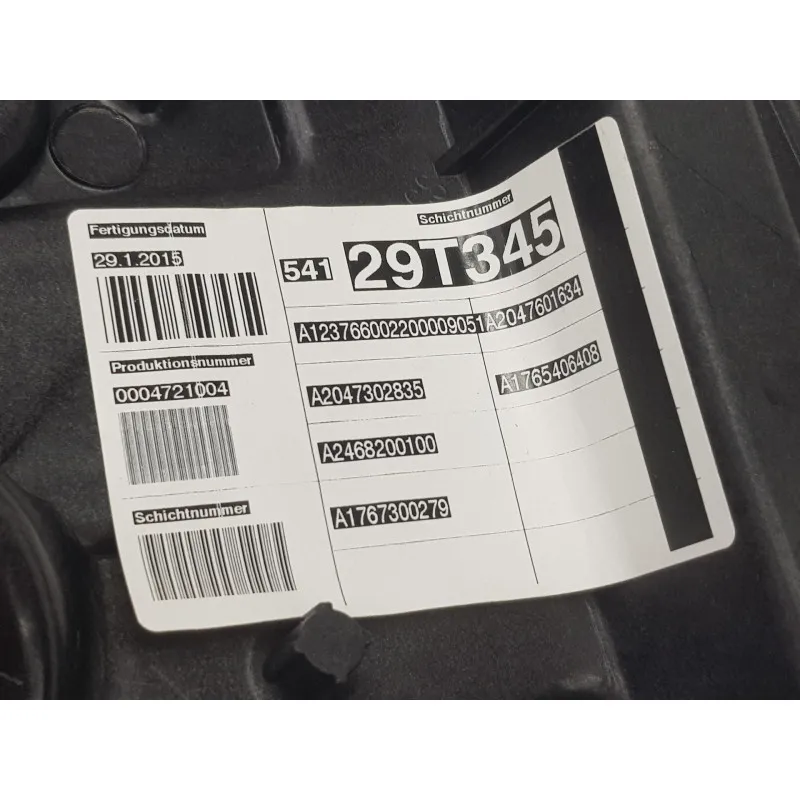 Fertigungsdatum
29.1.2015
Produktionsnummer
0004721004
Schichtnummer
Schichtnummer
541 29T345
A123766002200009051 A2047601634
A2047302835 A1765406408
A2468200100
A1767300279